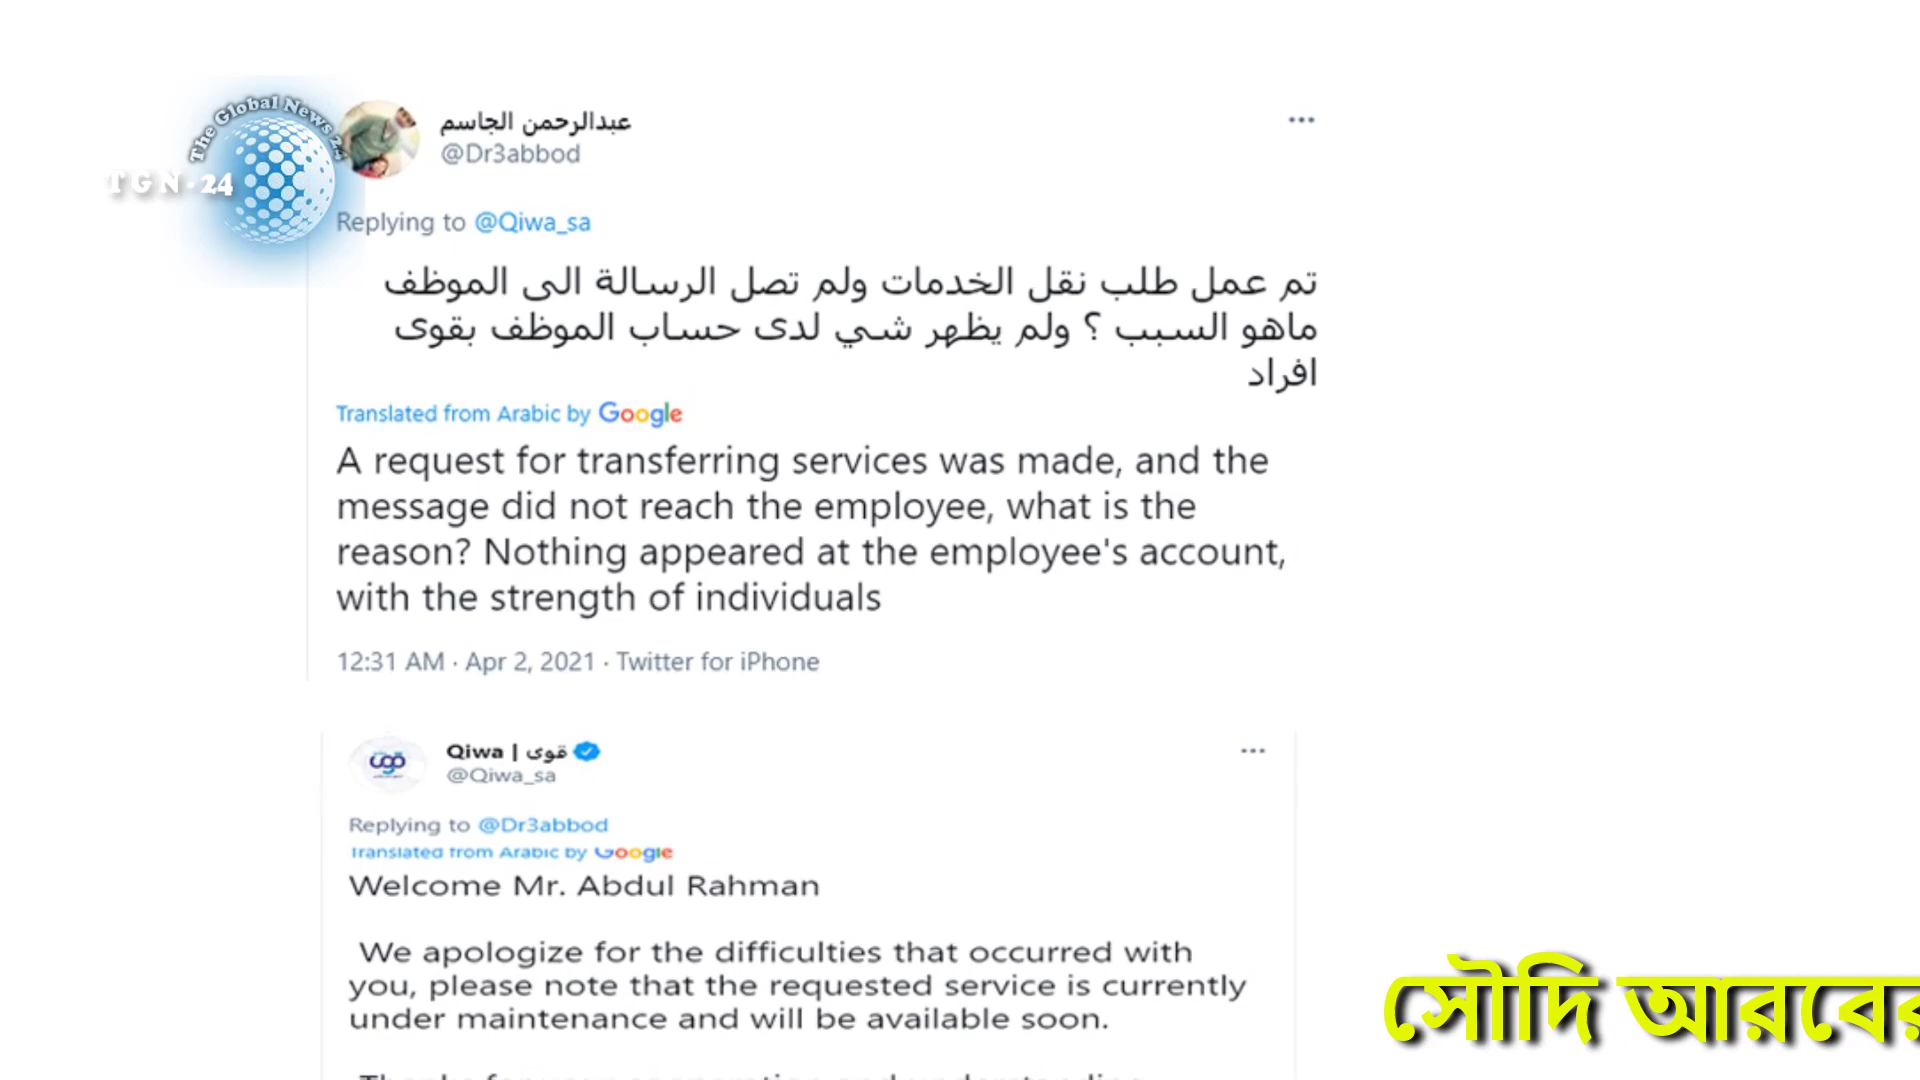 The Global News 24
TGN-24
عبدالرحمن الجاسم
@Dr3abbod
Replying to @Qiwa_sa
تم عمل طلب نقل الخدمات ولم تصل الرسالة الى الموظف
ماهو السبب ؟ ولم يظهر شي لدى حساب الموظف بقوى
افراد
Translated from Arabic by Google
A request for transferring services was made, and the
message did not reach the employee, what is the
reason? Nothing appeared at the employee's account,
with the strength of individuals
12:31 AM · Apr 2, 2021 · Twitter for iPhone
قوى
Qiwa | قوى
@Qiwa_sa
Replying to @Dr3abbod
Translated from Arabic by Google
Welcome Mr. Abdul Rahman
We apologize for the difficulties that occurred with
you, please note that the requested service is currently
under maintenance and will be available soon.
সৌদি আরবের